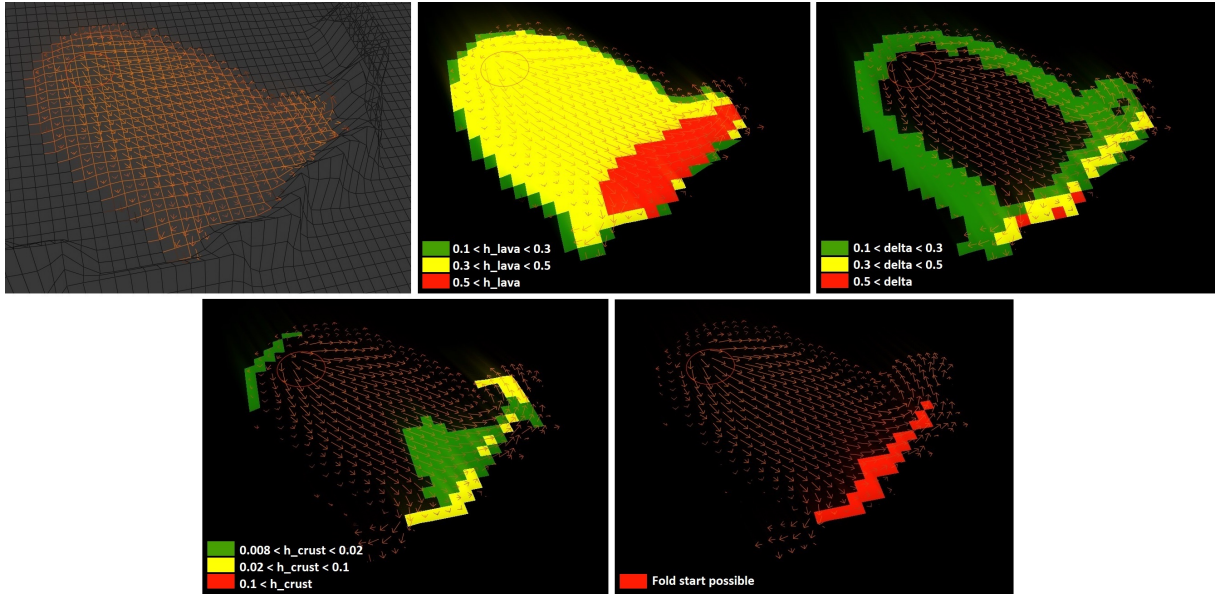 0.1 < h_lava < 0.3
0.3 < h_lava < 0.5
0.5 < h_lava
0.1 < delta < 0.3
0.3 < delta < 0.5
0.5 < delta
0.008 < h_crust < 0.02
0.02 < h_crust < 0.1
0.1 < h_crust
Fold start possible